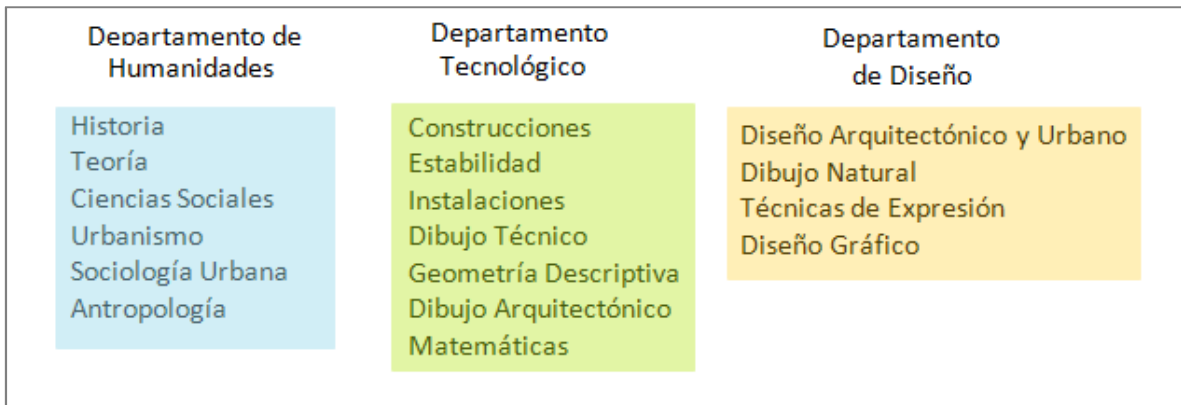 Departamento de
Humanidades
Historia
Teoría
Ciencias Sociales
Urbanismo
Sociología Urbana
Antropología
Departamento
Tecnológico
Construcciones
Estabilidad
Instalaciones
Dibujo Técnico
Geometría Descriptiva
Dibujo Arquitectónico
Matemáticas
Departamento
de Diseño
Diseño Arquitectónico y Urbano
Dibujo Natural
Técnicas de Expresión
Diseño Gráfico